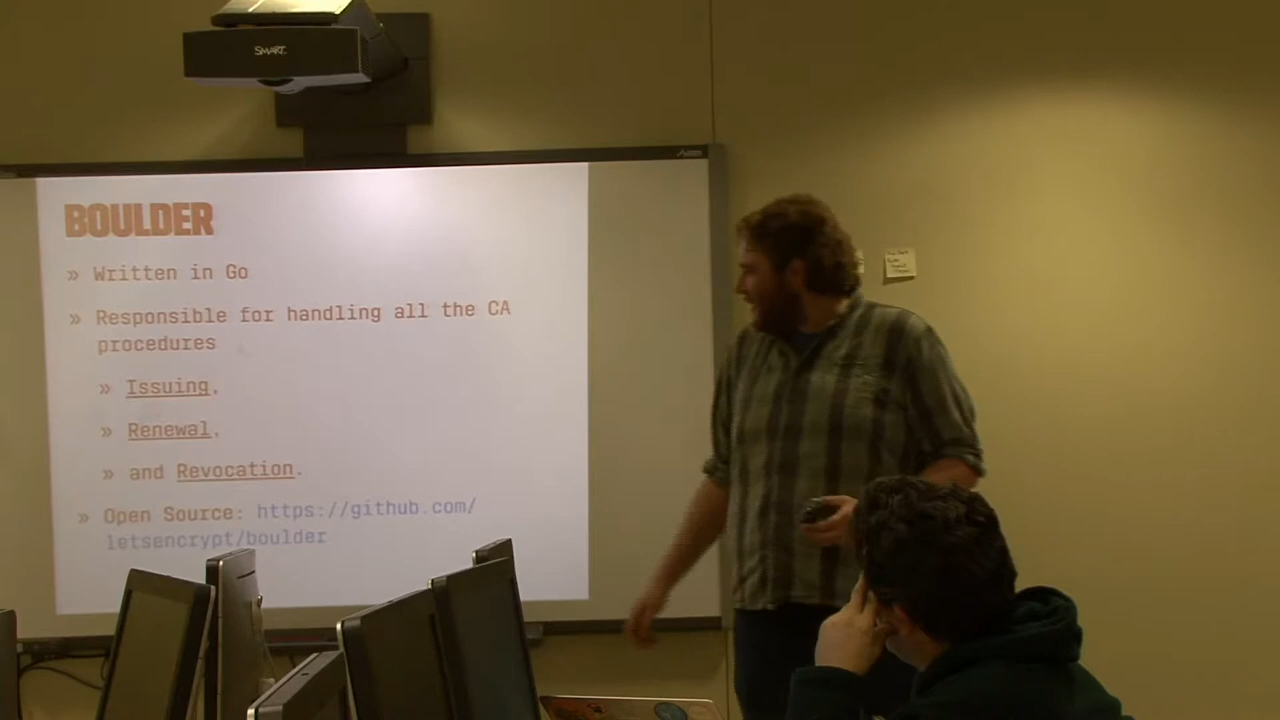 SMART
BOULDER
» Written in Go
» Responsible for handling all the CA
procedures
» Issuing,
» Renewal,
» and Revocation.
» Open Source: https://github.com/
letsencrypt/boulder